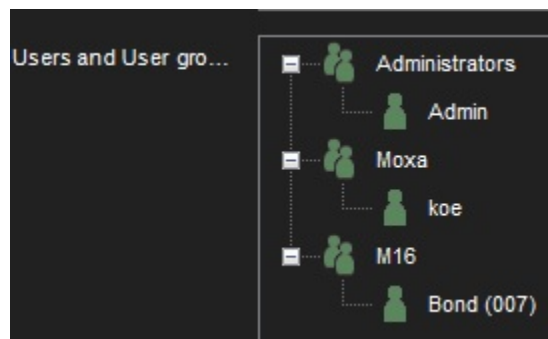 Users and User gro...
Administrators
Admin
Moxa
koe
M16
Bond (007)